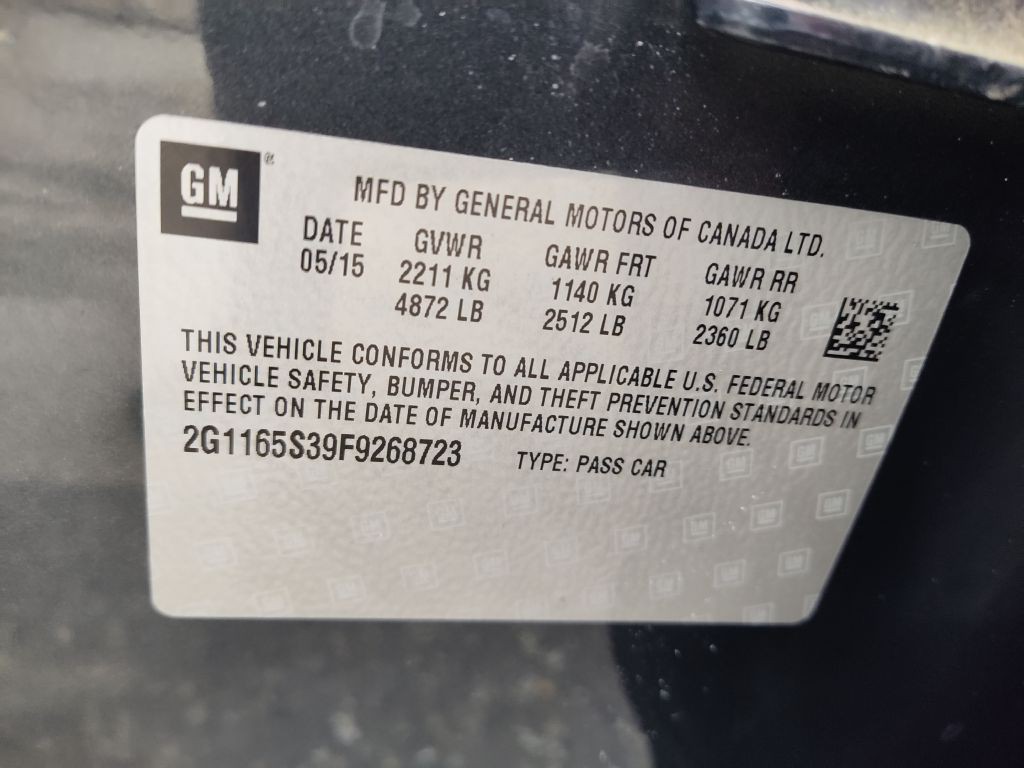 GM ®
MFD BY GENERAL MOTORS OF CANADA LTD.
DATE GVWR GAWR FRT GAWR RR
05/15 2211 KG 1140 KG 1071 KG
4872 LB 2512 LB 2360 LB
THIS VEHICLE CONFORMS TO ALL APPLICABLE U.S. FEDERAL MOTOR
VEHICLE SAFETY, BUMPER, AND THEFT PREVENTION STANDARDS IN
EFFECT ON THE DATE OF MANUFACTURE SHOWN ABOVE.
2G1165S39F9268723 TYPE: PASS CAR